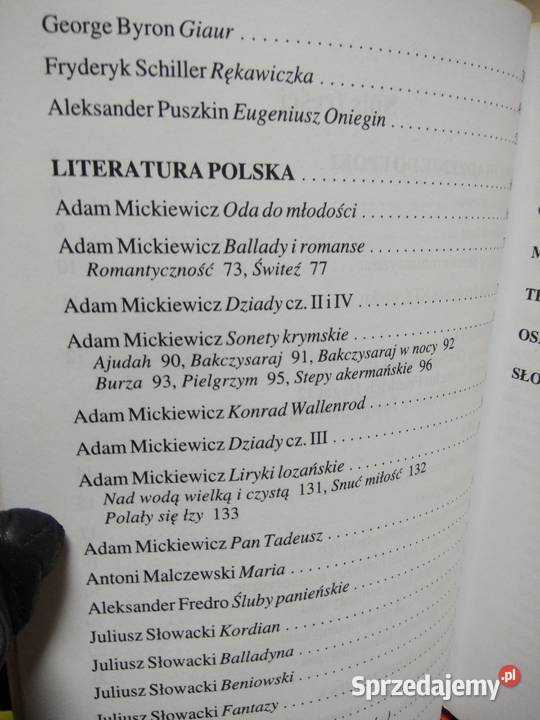 George Byron Giaur
Fryderyk Schiller Rękawiczka
Aleksander Puszkin Eugeniusz Oniegin
LITERATURA POLSKA
Adam Mickiewicz Oda do młodości
Adam Mickiewicz Ballady i romanse
Romantyczność 73, Świteź 77
Adam Mickiewicz Dziady cz. II i IV
Adam Mickiewicz Sonety krymskie
Ajudah 90, Bakczysaraj 91, Bakczysaraj w nocy 92
Burza 93, Pielgrzym 95, Stepy akermańskie 96
Adam Mickiewicz Konrad Wallenrod
Adam Mickiewicz Dziady cz. III
Adam Mickiewicz Liryki lozańskie
Nad wodą wielką i czystą 131, Snuć miłość 132
Polały się łzy 133
Adam Mickiewicz Pan Tadeusz
Antoni Malczewski Maria
Aleksander Fredro Śluby panieńskie
Juliusz Słowacki Kordian
Juliusz Słowacki Balladyna
Juliusz Słowacki Beniowski
Juliusz Słowacki Fantazy
Sprzedajemy.pl